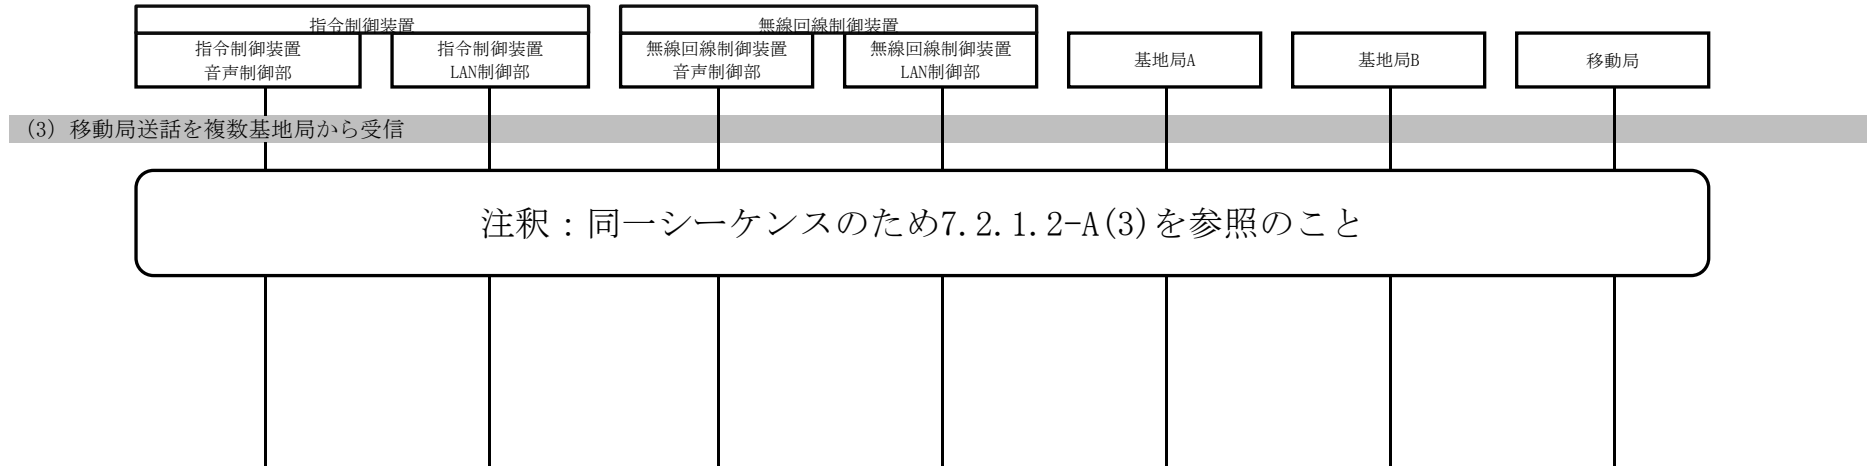 指令制御装置
無線回線制御装置
指令制御装置
音声制御部
指令制御装置
LAN制御部
無線回線制御装置
音声制御部
無線回線制御装置
LAN制御部
基地局A
基地局B
移動局
(3) 移動局送話を複数基地局から受信
注釈：同一シーケンスのため7.2.1.2-A(3)を参照のこと